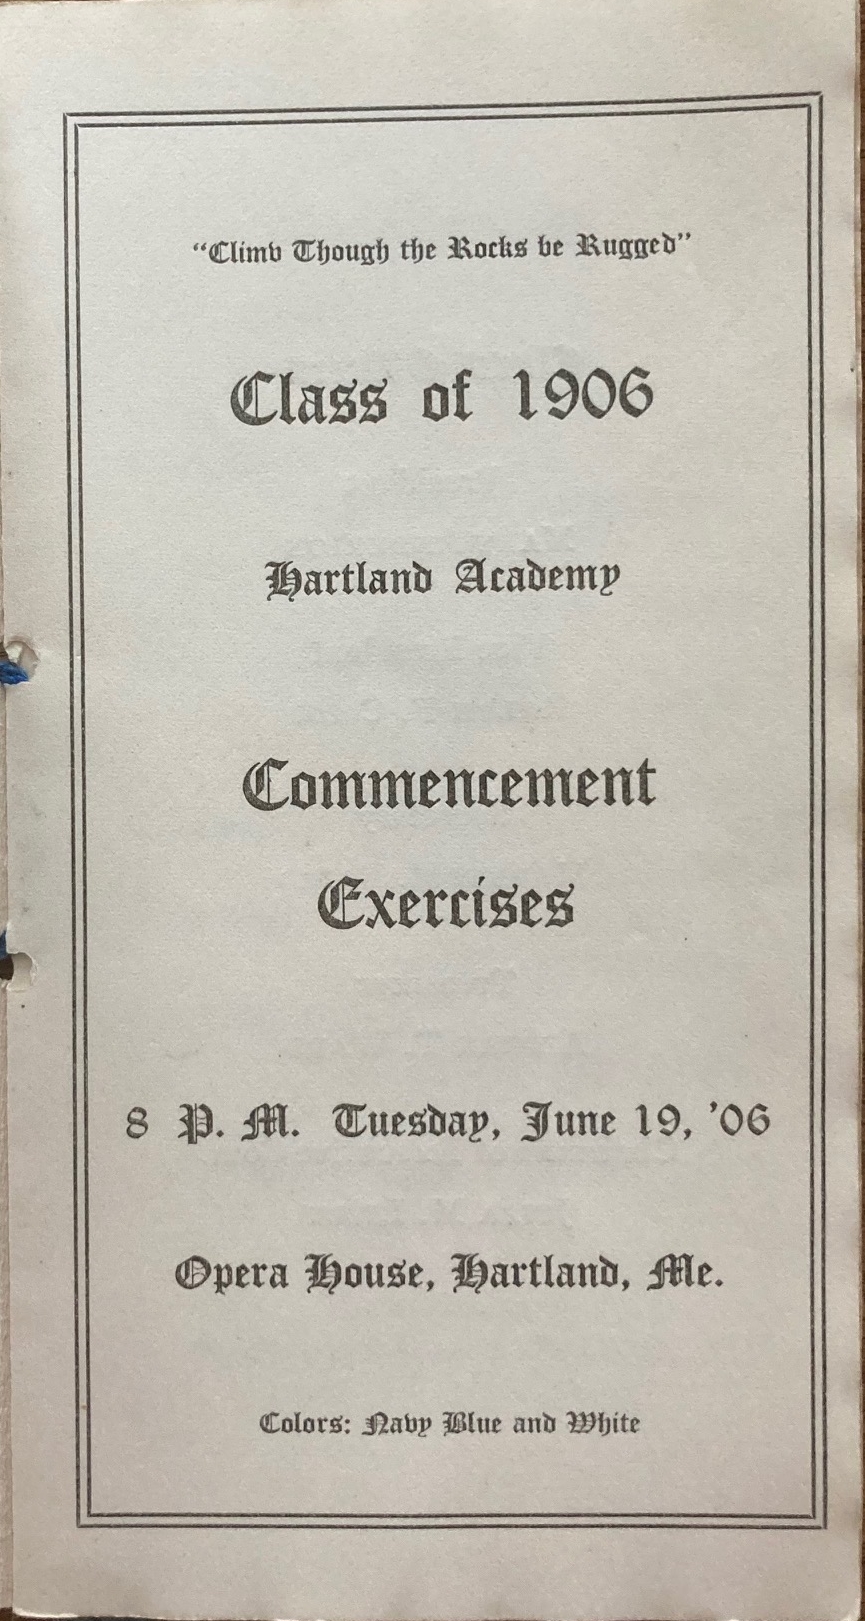 "Climb Though the Rocks be Rugged"
Class of 1906
Hartland Academy
Commencement
Exercises
8 P. M. Tuesday, June 19, '06
Opera House, Hartland, Me.
Colors: Navy Blue and White